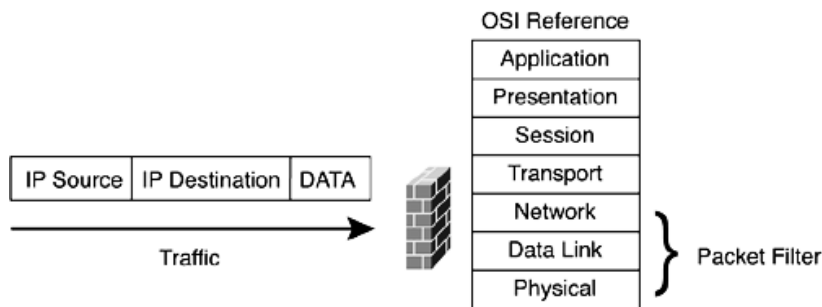 OSI Reference
Application
Presentation
Session
Transport
Network
Data Link
Physical
IP Source IP Destination DATA
Traffic
Packet Filter